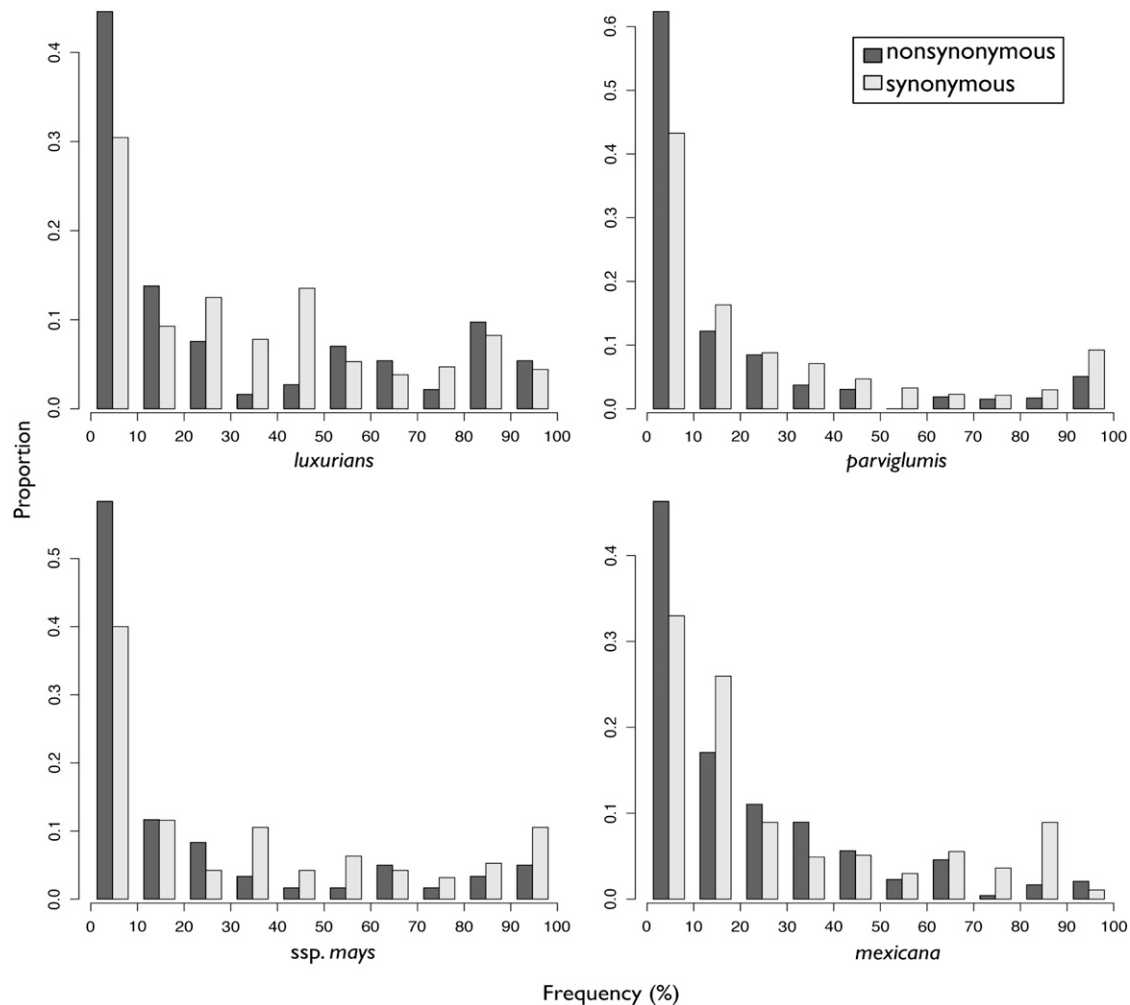 nonsynonymous
synonymous
Proportion
0.0 0.1 0.2 0.3 0.4
0 10 20 30 40 50 60 70 80 90 100
luxurians
0.0 0.1 0.2 0.3 0.4 0.5 0.6
0 10 20 30 40 50 60 70 80 90 100
parviglumis
0.0 0.1 0.2 0.3 0.4 0.5
0 10 20 30 40 50 60 70 80 90 100
ssp. mays
0.0 0.1 0.2 0.3 0.4
0 10 20 30 40 50 60 70 80 90 100
mexicana
Frequency (%)